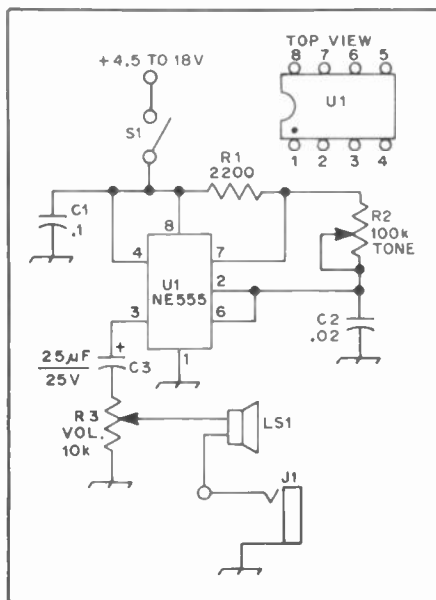 TOP VIEW
8 7 6 5
U1
1 2 3 4
+4.5 TO 18V
S1
R1
2200
C1
.1
R2
100k
TONE
8
4
7
U1
NE555
2
6
3
1
C2
.02
25µF
25V
+
C3
R3
VOL.
10k
LS1
J1